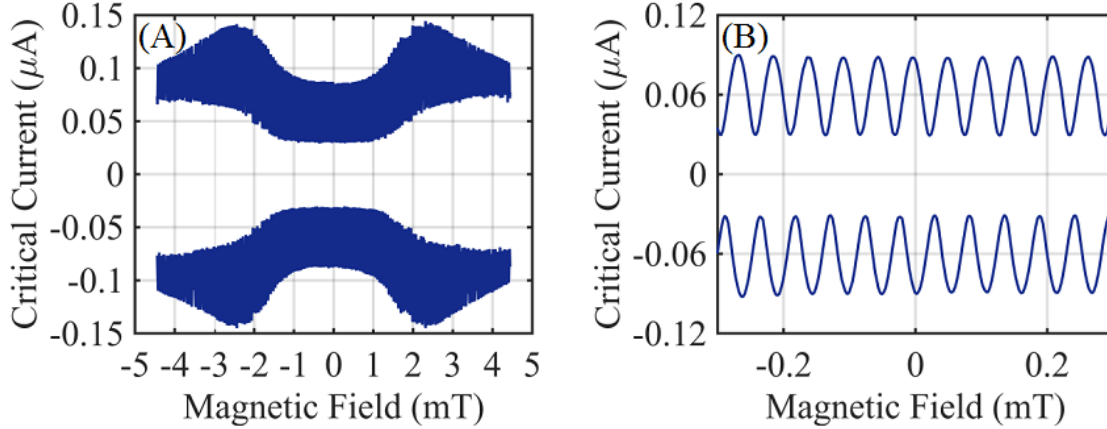 (A)
Critical Current (μA)
0.15
0.1
0.05
0
-0.05
-0.1
-0.15
-5 -4 -3 -2 -1 0 1 2 3 4 5
Magnetic Field (mT)
(B)
Critical Current (μA)
0.12
0.06
0
-0.06
-0.12
-0.2 0 0.2
Magnetic Field (mT)